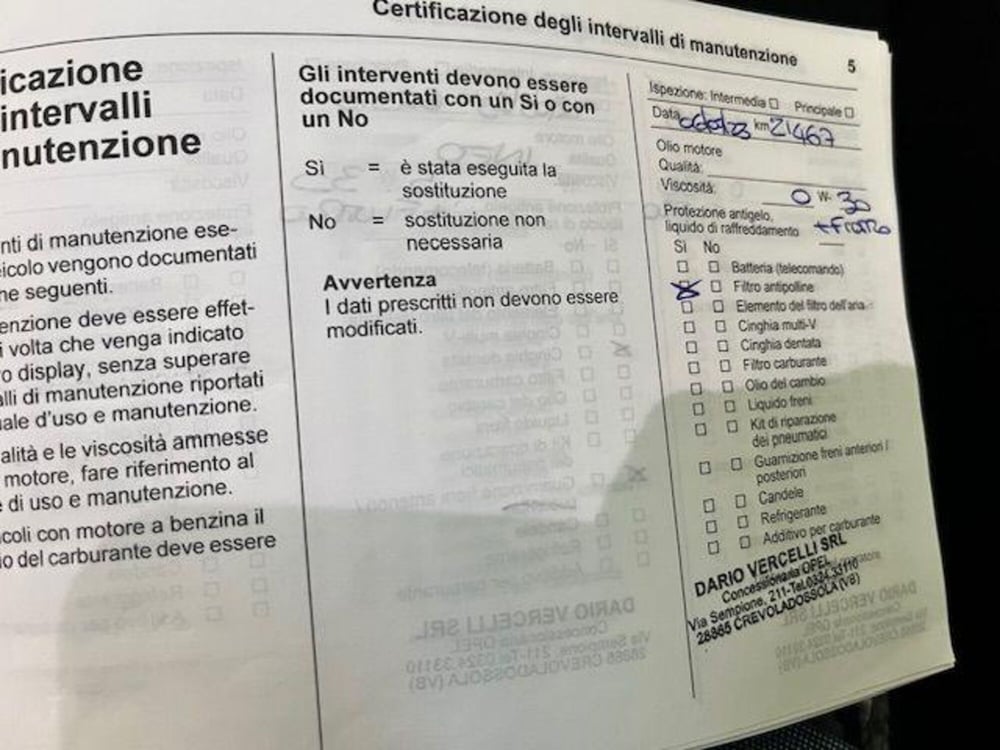 Certificazione degli intervalli di manutenzione 5
icazione
intervalli
nutenzione
nti di manutenzione ese-
eicolo vengono documentati
ne seguenti.
enzione deve essere effet-
i volta che venga indicato
o display, senza superare
alli di manutenzione riportati
uale d'uso e manutenzione.
alità e le viscosità ammesse
motore, fare riferimento al
e di uso e manutenzione.
coli con motore a benzina il
io del carburante deve essere
Gli interventi devono essere
documentati con un Sì o con
un No
Sì = è stata eseguita la
sostituzione
No = sostituzione non
necessaria
Avvertenza
I dati prescritti non devono essere
modificati.
Ispezione: Intermedia Principale
Data km 21467
Olio motore
Qualità:
Viscosità: 0 W- 30
Protezione antigelo,
liquido di raffreddamento
Sì No
Batteria (telecomando)
Filtro antipolline
Elemento del filtro dell'aria
Cinghia multi-V
Cinghia dentata
Filtro carburante
Olio del cambio
Liquido freni
Kit di riparazione
dei pneumatici
Guarnizione freni anteriori /
posteriori
Candele
Refrigerante
Additivo per carburante
DARIO VERCELLI SRL
Concessionaria OPEL
Via Sempione, 211-Tel.0324.33110
28865 CREVOLADOSSOLA (VB)